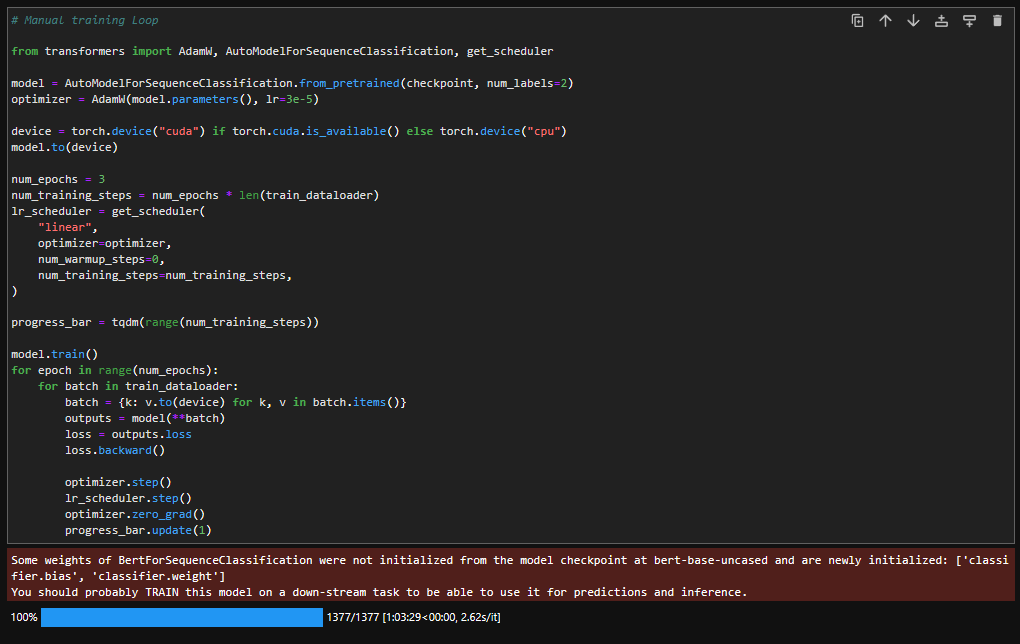 # Manual training Loop
from transformers import AdamW, AutoModelForSequenceClassification, get_scheduler
model = AutoModelForSequenceClassification.from_pretrained(checkpoint, num_labels=2)
optimizer = AdamW(model.parameters(), lr=3e-5)
device = torch.device("cuda") if torch.cuda.is_available() else torch.device("cpu")
model.to(device)
num_epochs = 3
num_training_steps = num_epochs * len(train_dataloader)
lr_scheduler = get_scheduler(
    "linear",
    optimizer=optimizer,
    num_warmup_steps=0,
    num_training_steps=num_training_steps,
)
progress_bar = tqdm(range(num_training_steps))
model.train()
for epoch in range(num_epochs):
    for batch in train_dataloader:
        batch = {k: v.to(device) for k, v in batch.items()}
        outputs = model(**batch)
        loss = outputs.loss
        loss.backward()
        optimizer.step()
        lr_scheduler.step()
        optimizer.zero_grad()
        progress_bar.update(1)
Some weights of BertForSequenceClassification were not initialized from the model checkpoint at bert-base-uncased and are newly initialized: ['classi
fier.bias', 'classifier.weight']
You should probably TRAIN this model on a down-stream task to be able to use it for predictions and inference.
100% 1377/1377 [1:03:29<00:00, 2.62s/it]